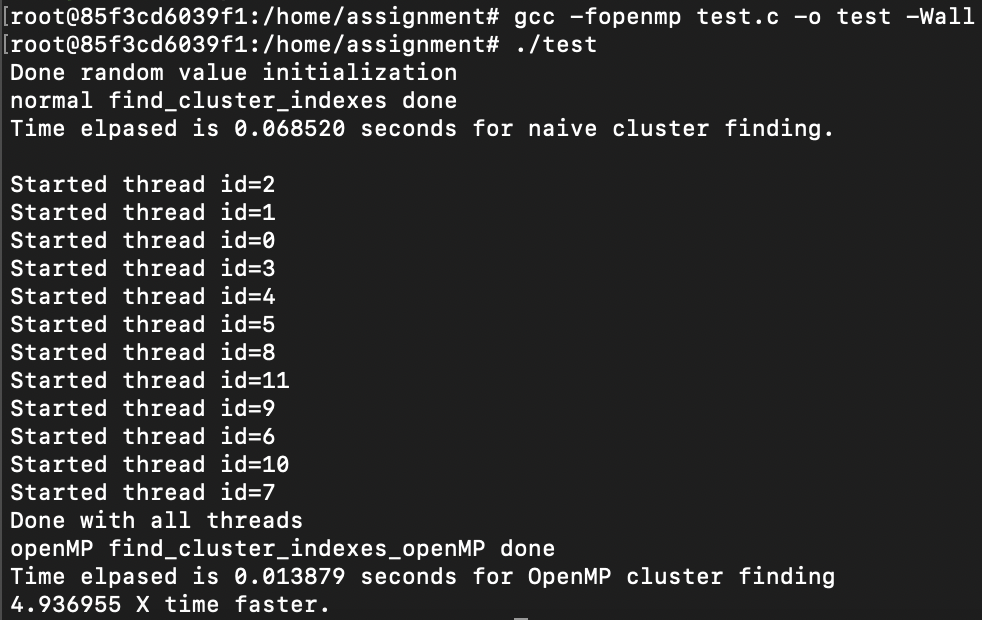 [root@85f3cd6039f1:/home/assignment# gcc -fopenmp test.c -o test -Wall
[root@85f3cd6039f1:/home/assignment# ./test
Done random value initialization
normal find_cluster_indexes done
Time elpased is 0.068520 seconds for naive cluster finding.
Started thread id=2
Started thread id=1
Started thread id=0
Started thread id=3
Started thread id=4
Started thread id=5
Started thread id=8
Started thread id=11
Started thread id=9
Started thread id=6
Started thread id=10
Started thread id=7
Done with all threads
openMP find_cluster_indexes_openMP done
Time elpased is 0.013879 seconds for OpenMP cluster finding
4.936955 X time faster.